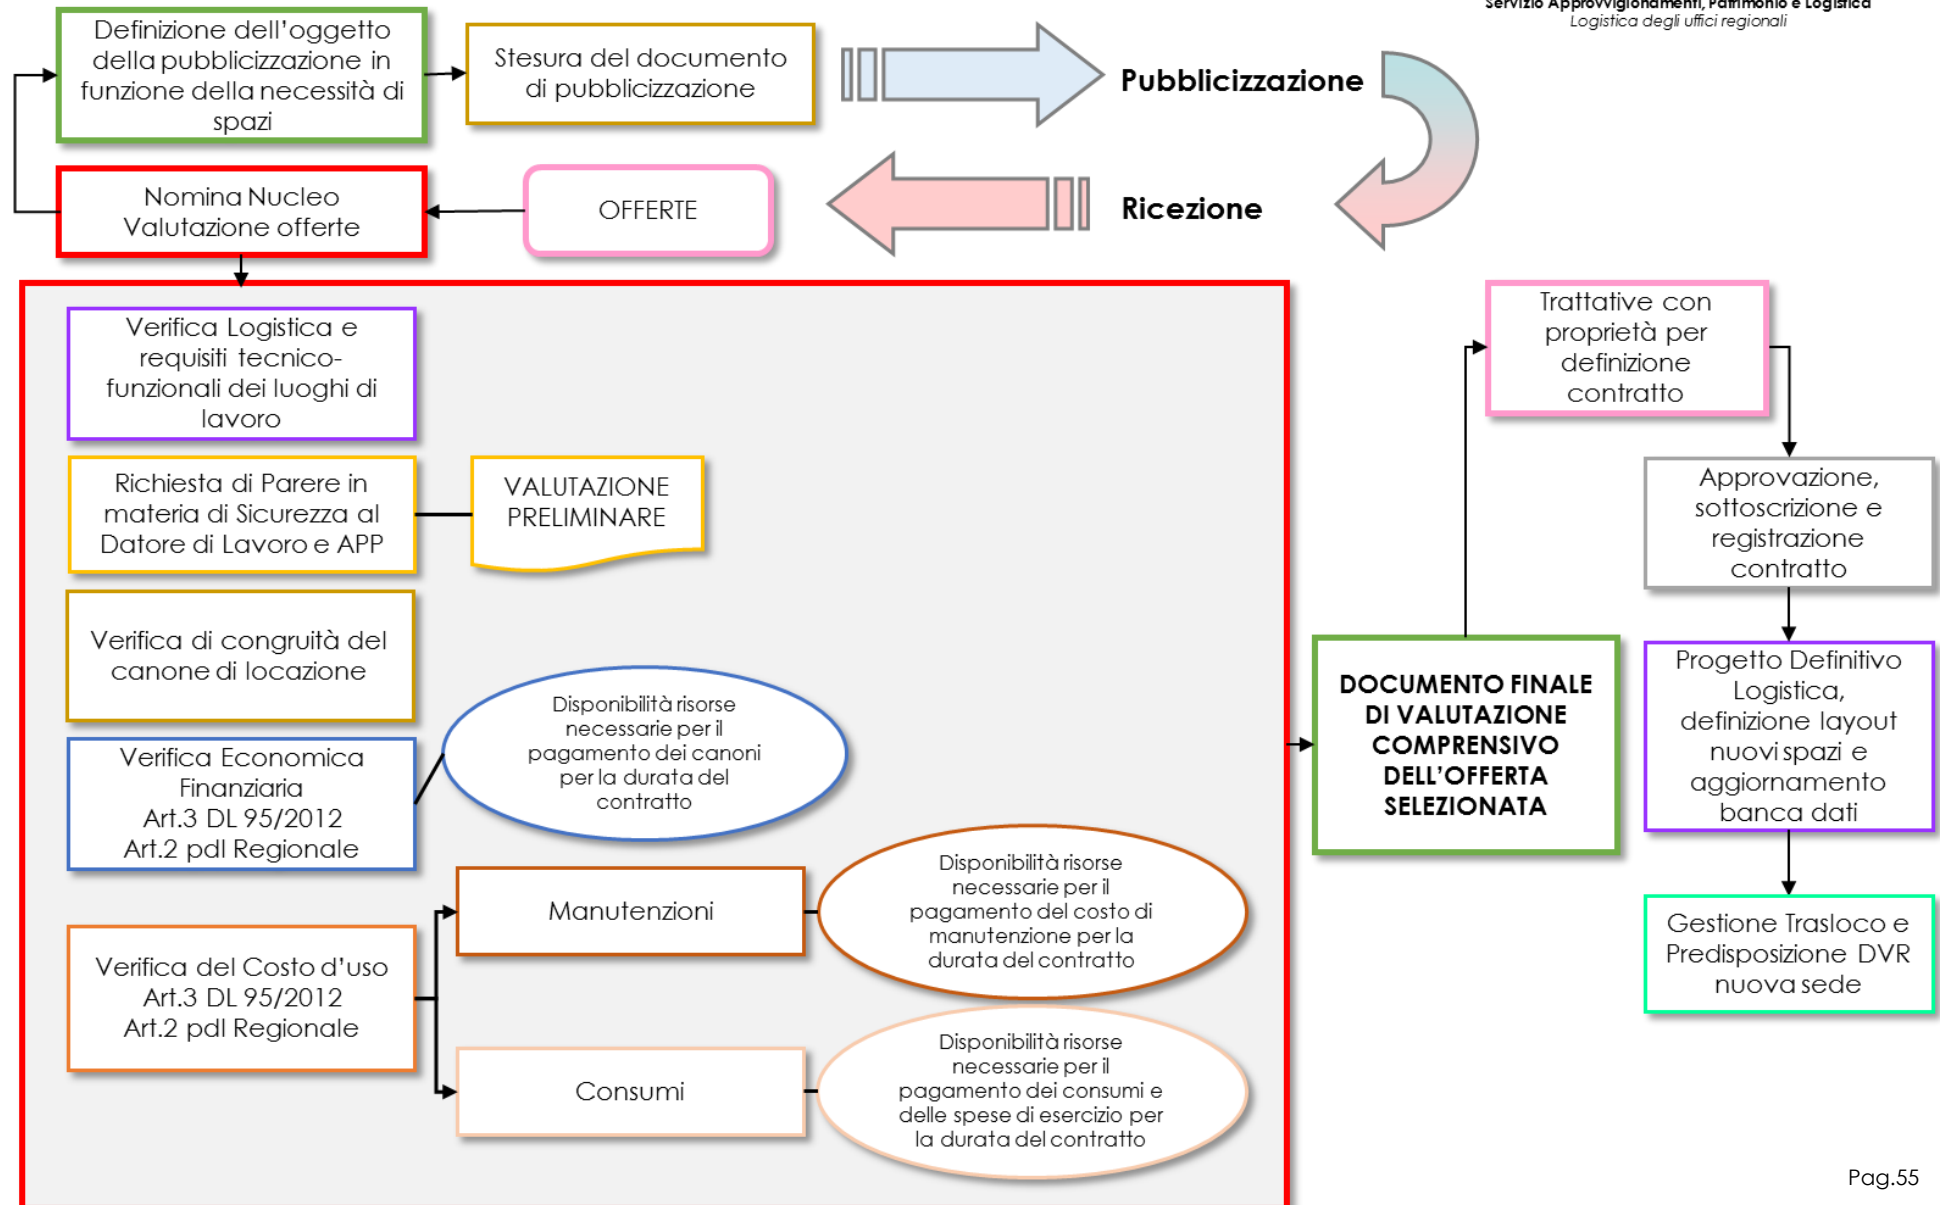 Servizio Approvvigionamenti, Patrimonio e Logistica
Logistica degli uffici regionali
Definizione dell'oggetto
della pubblicizzazione in
funzione della necessità di
spazi
Stesura del documento
di pubblicizzazione
Pubblicizzazione
Nomina Nucleo
Valutazione offerte
OFFERTE
Ricezione
Verifica Logistica e
requisiti tecnico-
funzionali dei luoghi di
lavoro
Richiesta di Parere in
materia di Sicurezza al
Datore di Lavoro e APP
VALUTAZIONE
PRELIMINARE
Verifica di congruità del
canone di locazione
Verifica Economica
Finanziaria
Art.3 DL 95/2012
Art.2 pdl Regionale
Disponibilità risorse
necessarie per il
pagamento dei canoni
per la durata del
contratto
Verifica del Costo d'uso
Art.3 DL 95/2012
Art.2 pdl Regionale
Manutenzioni
Disponibilità risorse
necessarie per il
pagamento del costo di
manutenzione per la
durata del contratto
Consumi
Disponibilità risorse
necessarie per il
pagamento dei consumi e
delle spese di esercizio per
la durata del contratto
DOCUMENTO FINALE
DI VALUTAZIONE
COMPRENSIVO
DELL'OFFERTA
SELEZIONATA
Trattative con
proprietà per
definizione
contratto
Approvazione,
sottoscrizione e
registrazione
contratto
Progetto Definitivo
Logistica,
definizione layout
nuovi spazi e
aggiornamento
banca dati
Gestione Trasloco e
Predisposizione DVR
nuova sede
Pag.55